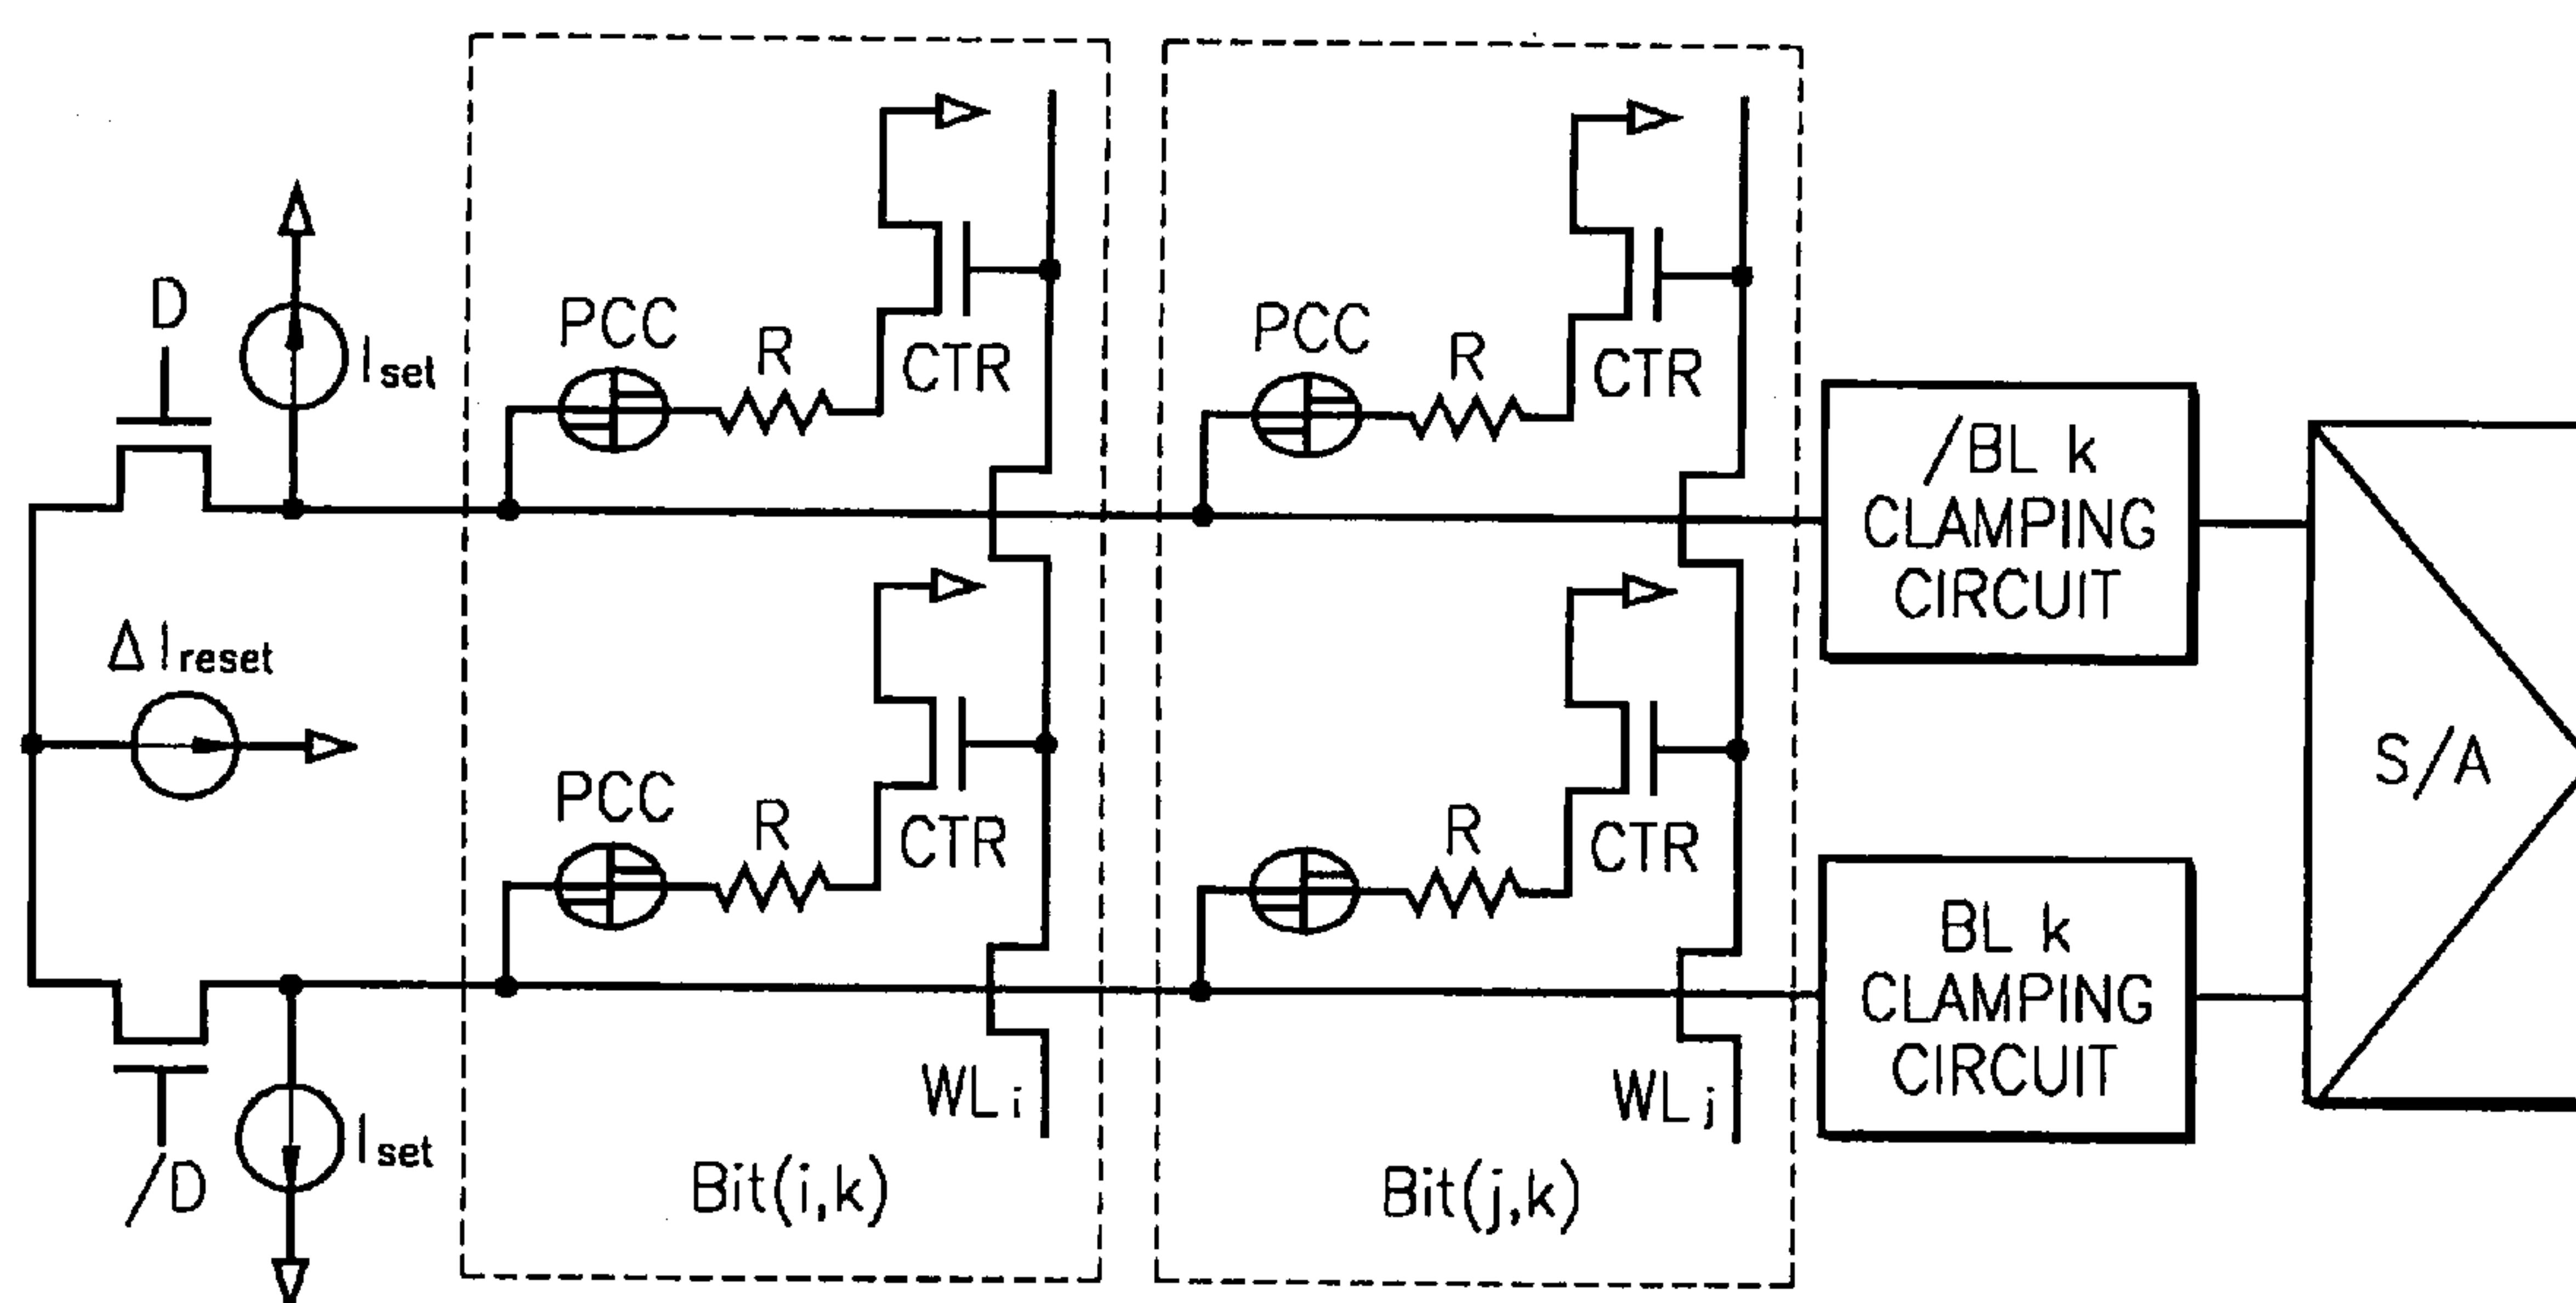 D
Iset
PCC
R
CTR
PCC
R
CTR
/BL k
CLAMPING
CIRCUIT
ΔIreset
PCC
R
CTR
R
CTR
S/A
BL k
CLAMPING
CIRCUIT
/D
Iset
WLi
WLj
Bit(i,k)
Bit(j,k)